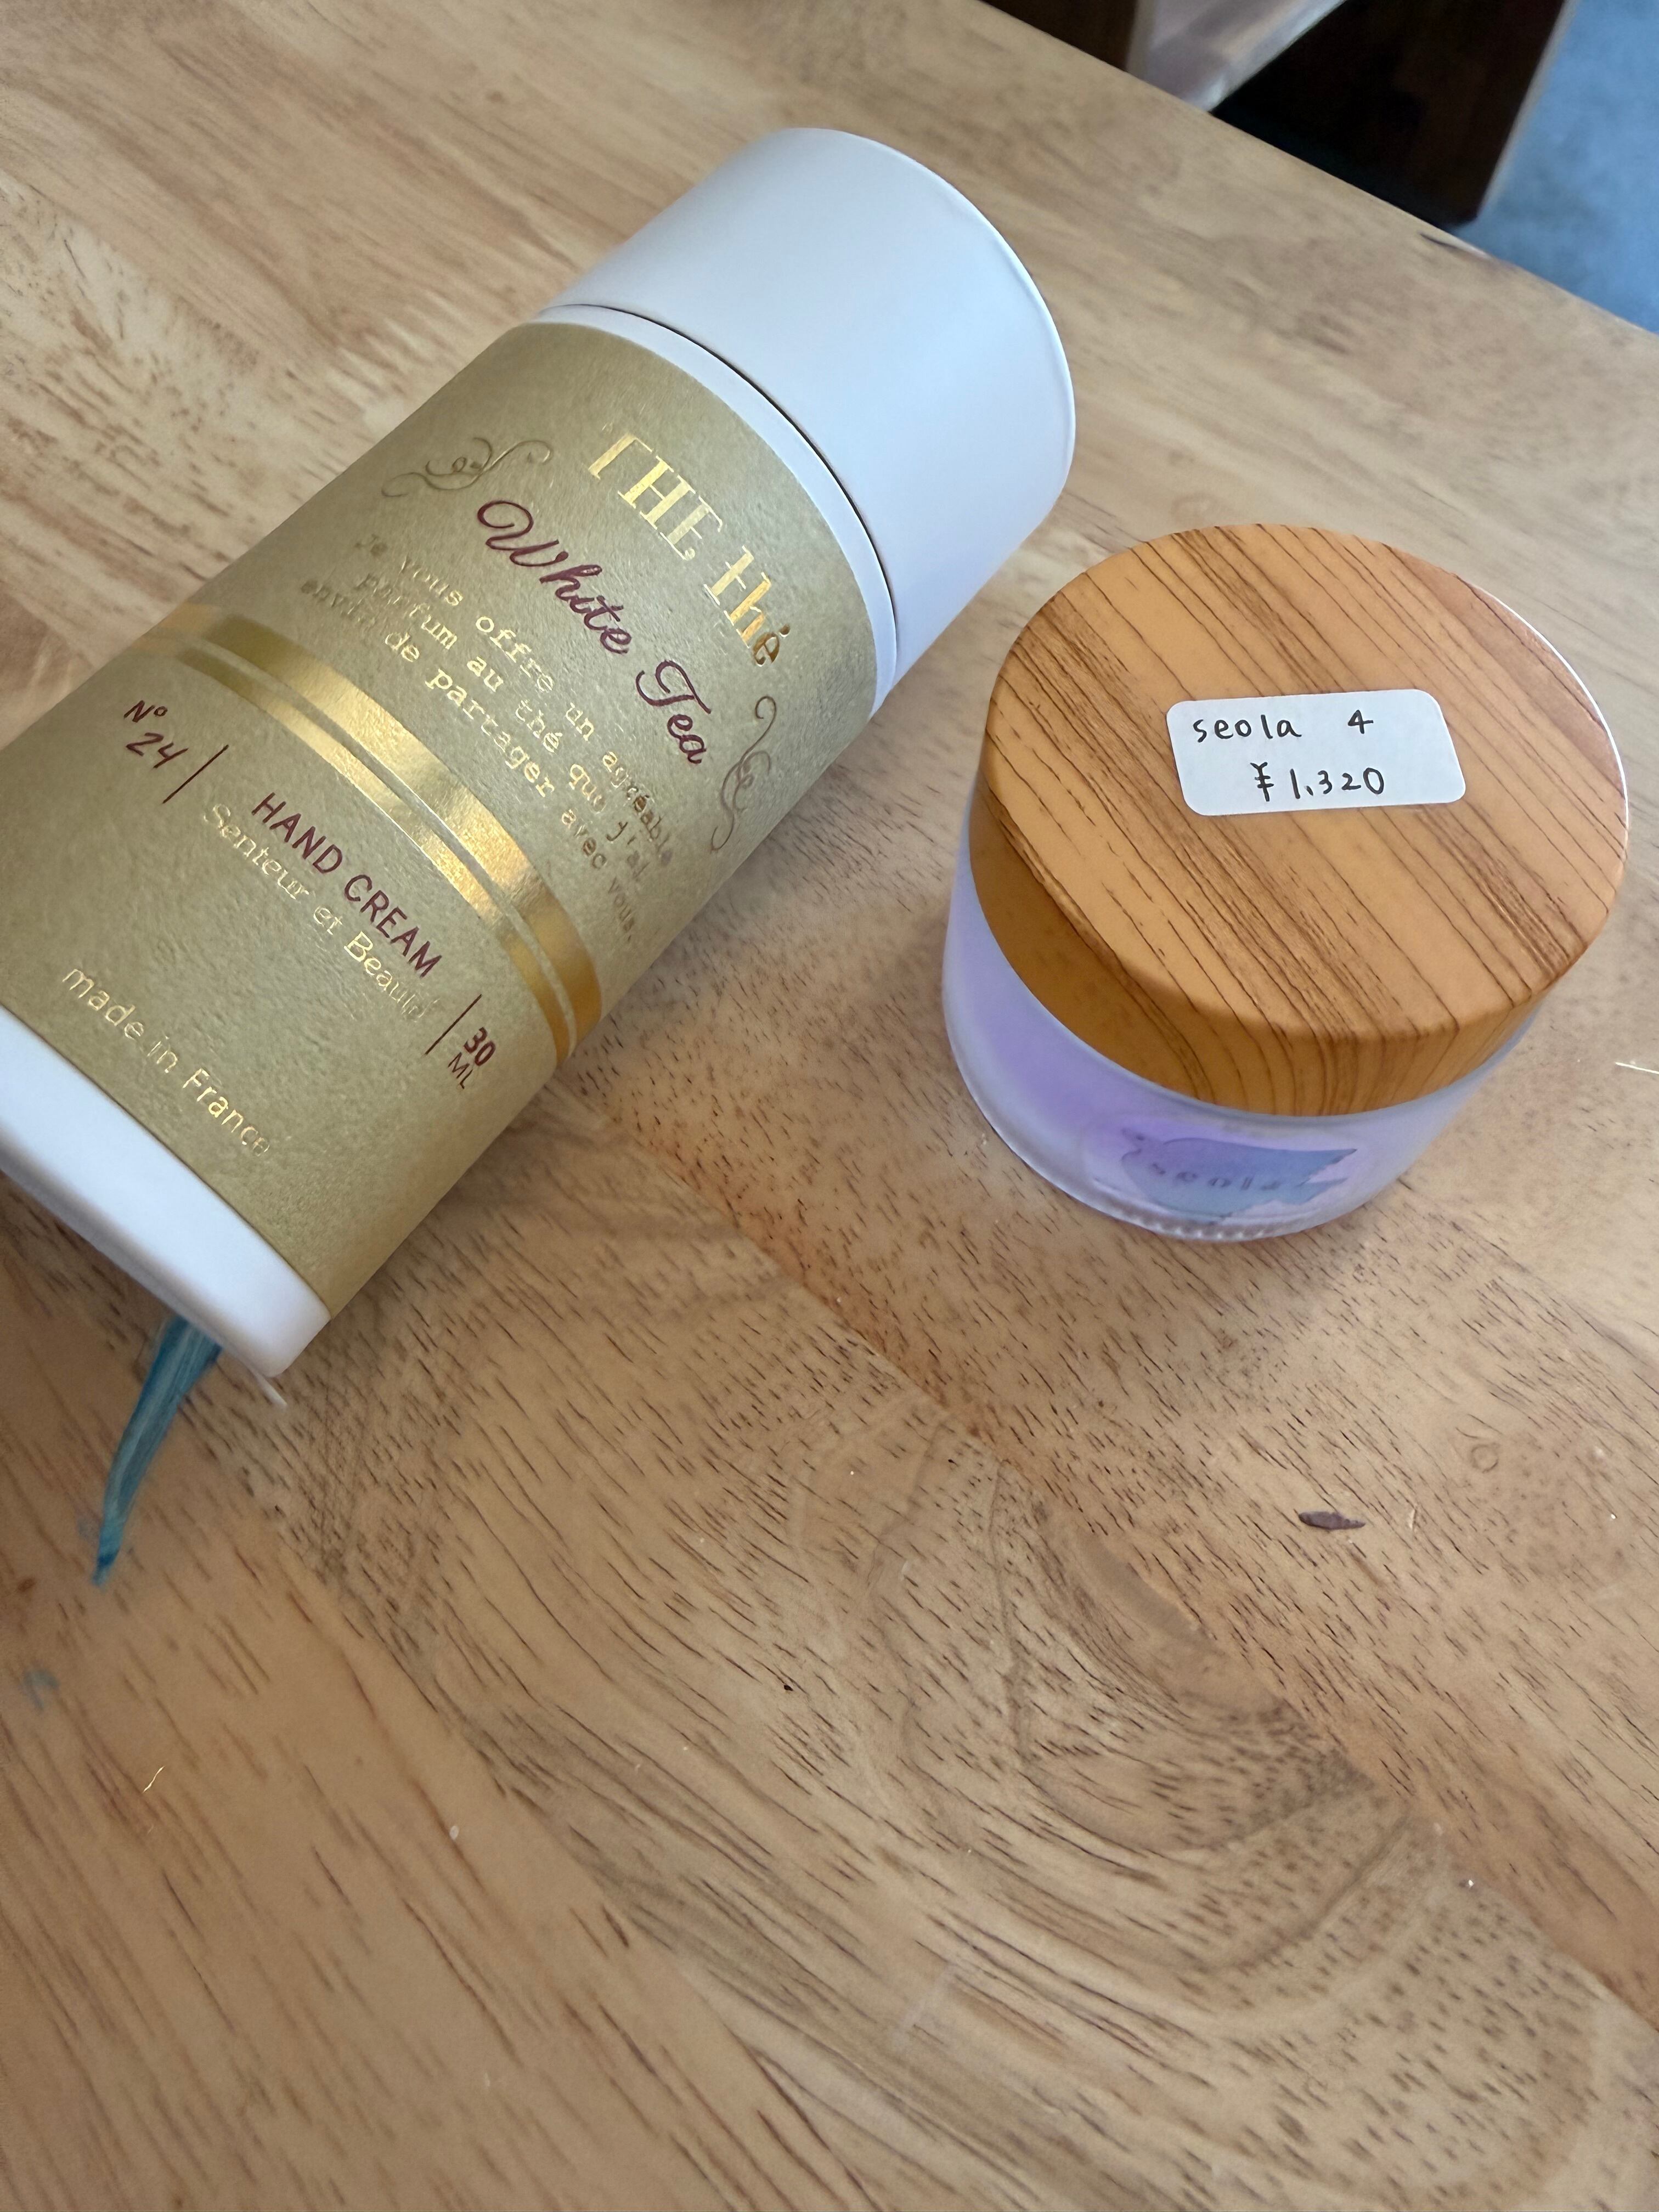 THE thé
White Tea
Je vous offre un agréable
parfum au thé que j'ai
envie de partager avec vous.
N°
24
HAND CREAM
Senteur et Beauté
30
ML
made in France
seola 4
¥1,320
seola